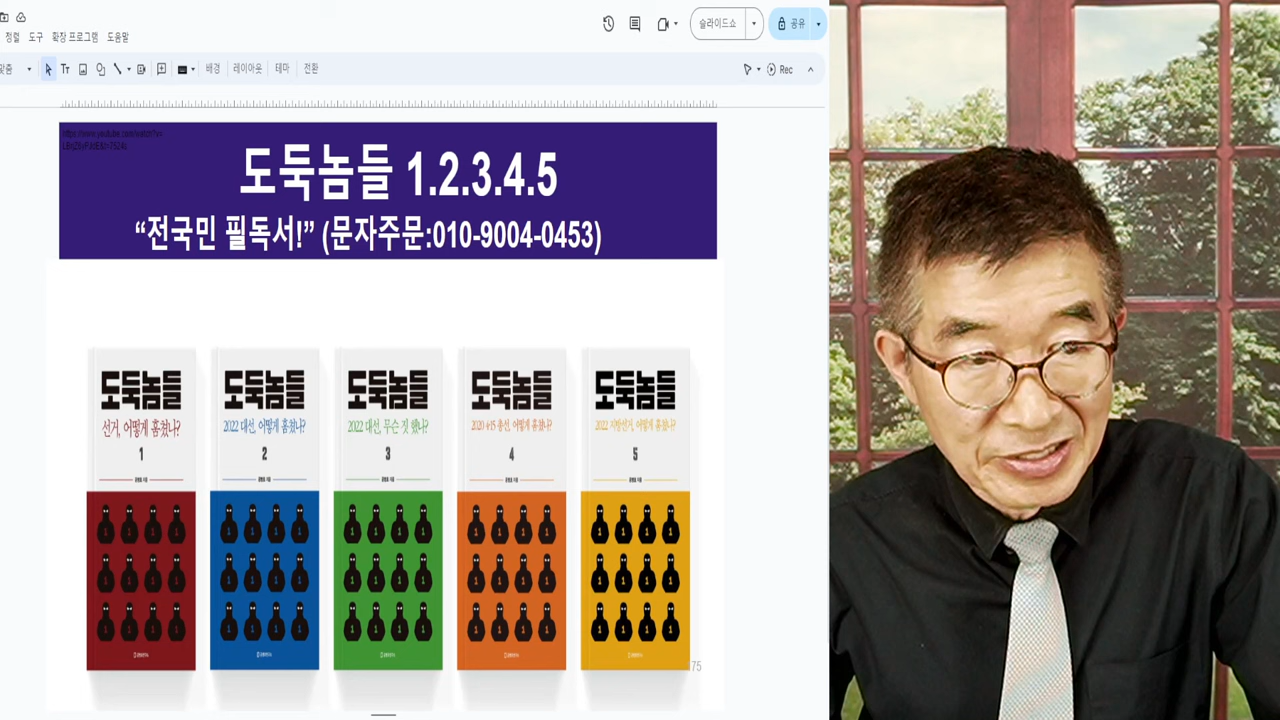 정렬 도구 확장 프로그램 도움말
슬라이드쇼
공유
맞춤
배경 레이아웃 테마 전환
Rec
도둑놈들 1.2.3.4.5
“전국민 필독서!” (문자주문:010-9004-0453)
도둑놈들
선거, 어떻게 훔쳤나?
1
도둑놈들
2022 대선, 어떻게 훔쳤나?
2
도둑놈들
2022 대선, 무슨 짓 했나?
3
도둑놈들
2020 4·15 총선, 어떻게 훔쳤나?
4
도둑놈들
2022 지방선거, 어떻게 훔쳤나?
5
75